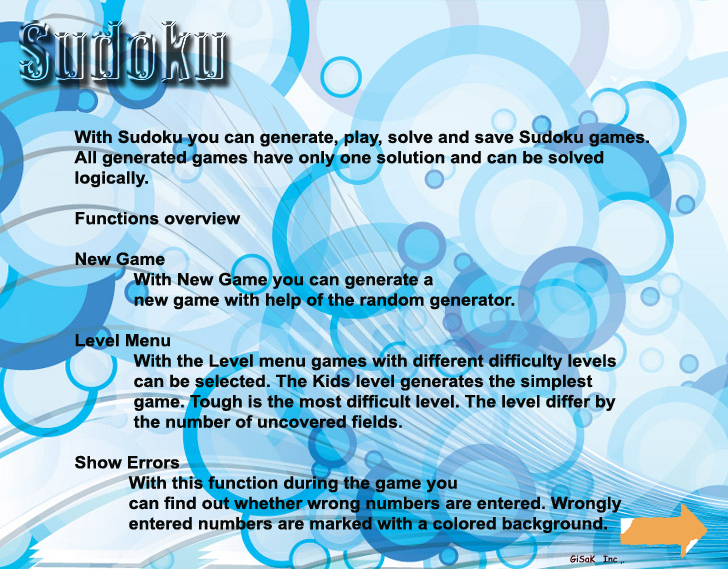 Sudoku
With Sudoku you can generate, play, solve and save Sudoku games.
All generated games have only one solution and can be solved
logically.
Functions overview
New Game
With New Game you can generate a
new game with help of the random generator.
Level Menu
With the Level menu games with different difficulty levels
can be selected. The Kids level generates the simplest
game. Tough is the most difficult level. The level differ by
the number of uncovered fields.
Show Errors
With this function during the game you
can find out whether wrong numbers are entered. Wrongly
entered numbers are marked with a colored background.
GiSaK Inc,.